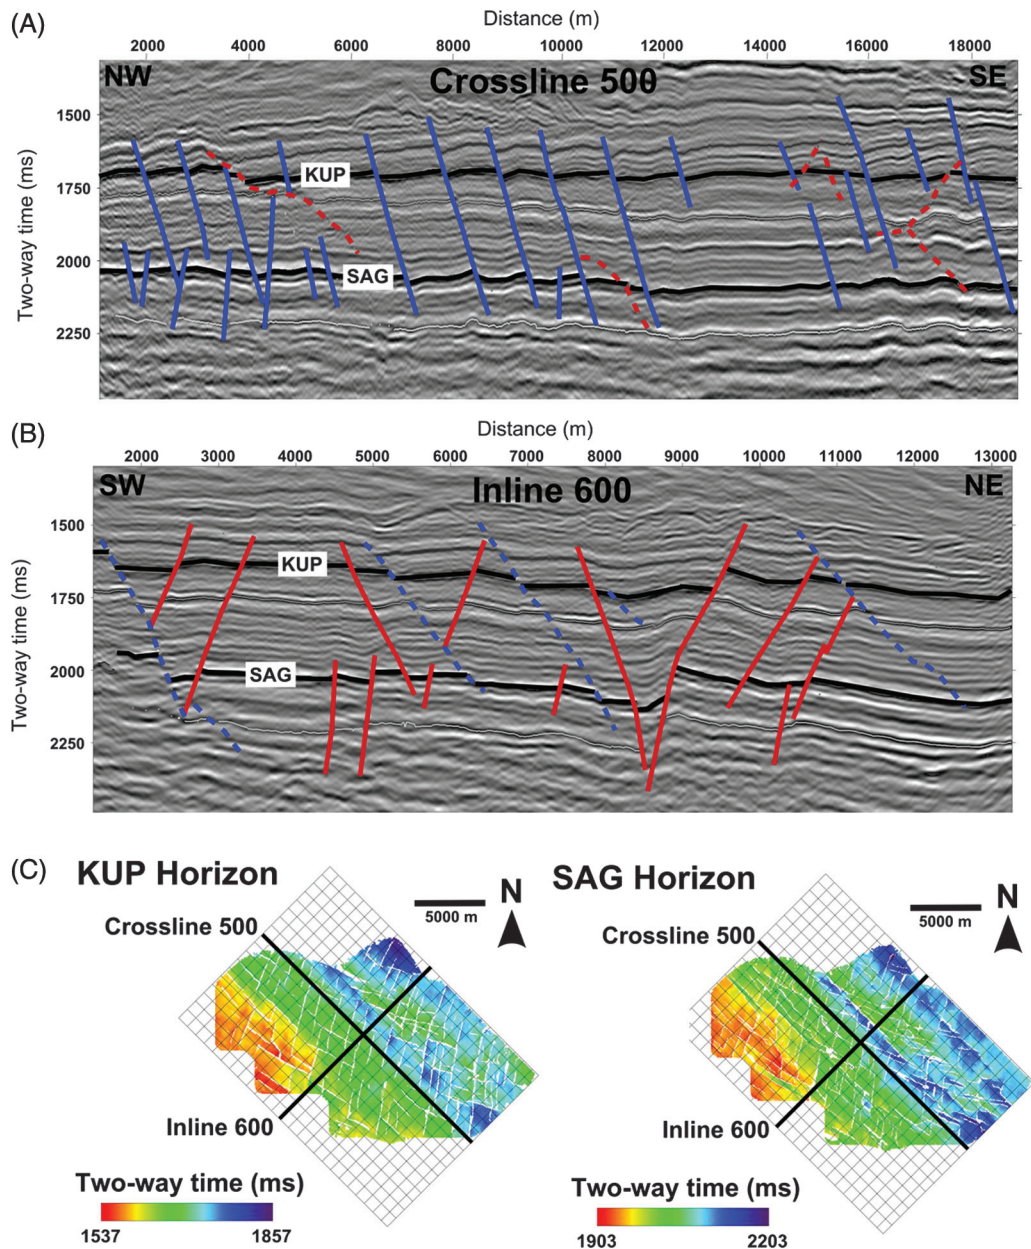 (A)
Distance (m)
2000 4000 6000 8000 10000 12000 14000 16000 18000
NW Crossline 500 SE
Two-way time (ms)
1500
KUP
1750
2000
SAG
2250
(B)
Distance (m)
2000 3000 4000 5000 6000 7000 8000 9000 10000 11000 12000 13000
SW Inline 600 NE
Two-way time (ms)
1500
KUP
1750
2000
SAG
2250
(C)
KUP Horizon
N
5000 m
Crossline 500
Inline 600
Two-way time (ms)
1537 1857
SAG Horizon
N
5000 m
Crossline 500
Inline 600
Two-way time (ms)
1903 2203